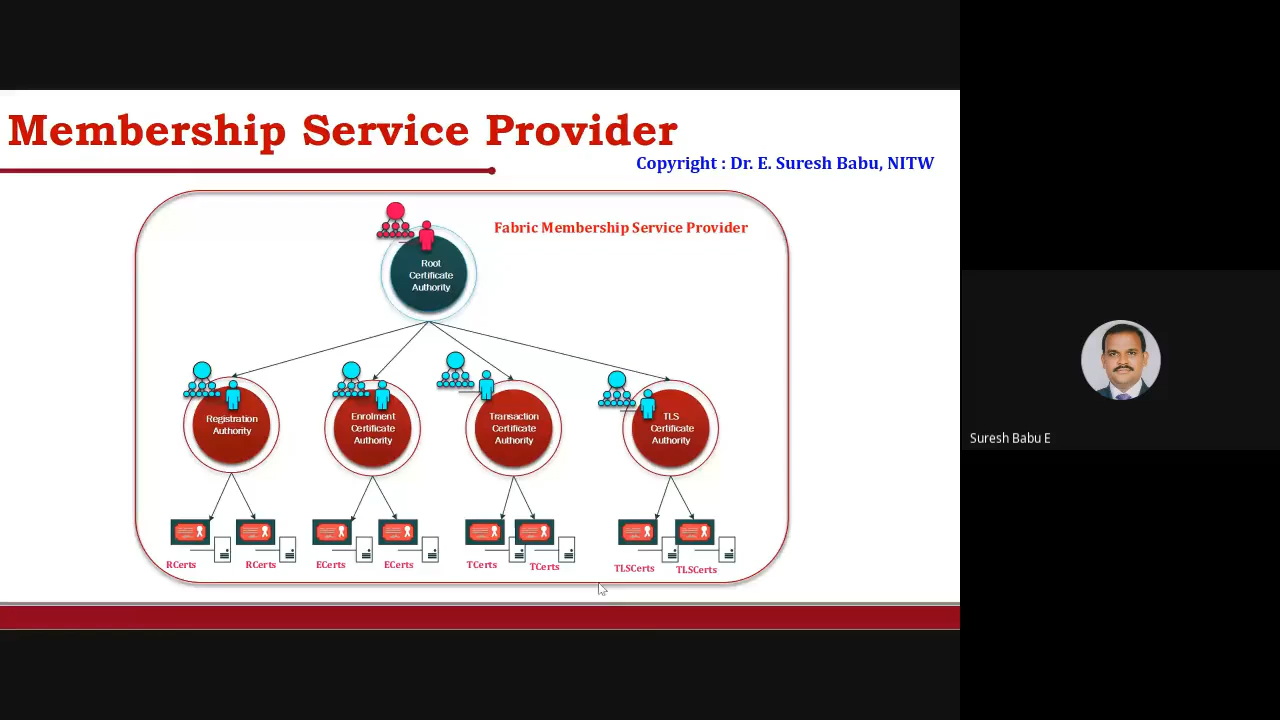 Membership Service Provider
Copyright : Dr. E. Suresh Babu, NITW
Fabric Membership Service Provider
Root
Certificate
Authority
Registration
Authority
Enrolment
Certificate
Authority
Transaction
Certificate
Authority
TLS
Certificate
Authority
RCerts
RCerts
ECerts
ECerts
TCerts
TCerts
TLSCerts
TLSCerts
Suresh Babu E